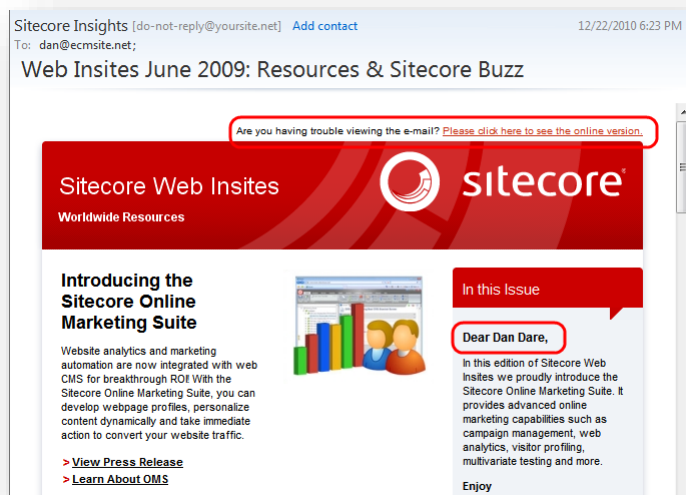 Sitecore Insights [do-not-reply@yoursite.net] Add contact 12/22/2010 6:23 PM
To: dan@ecmsite.net;
Web Insites June 2009: Resources & Sitecore Buzz
Are you having trouble viewing the e-mail? Please click here to see the online version.
Sitecore Web Insites
Worldwide Resources
sitecore
Introducing the
Sitecore Online
Marketing Suite
Website analytics and marketing
automation are now integrated with web
CMS for breakthrough ROI! With the
Sitecore Online Marketing Suite, you can
develop webpage profiles, personalize
content dynamically and take immediate
action to convert your website traffic.
> View Press Release
> Learn About OMS
In this Issue
Dear Dan Dare,
In this edition of Sitecore Web
Insites we proudly introduce the
Sitecore Online Marketing Suite. It
provides advanced online
marketing capabilities such as
campaign management, web
analytics, visitor profiling,
multivariate testing and more.
Enjoy